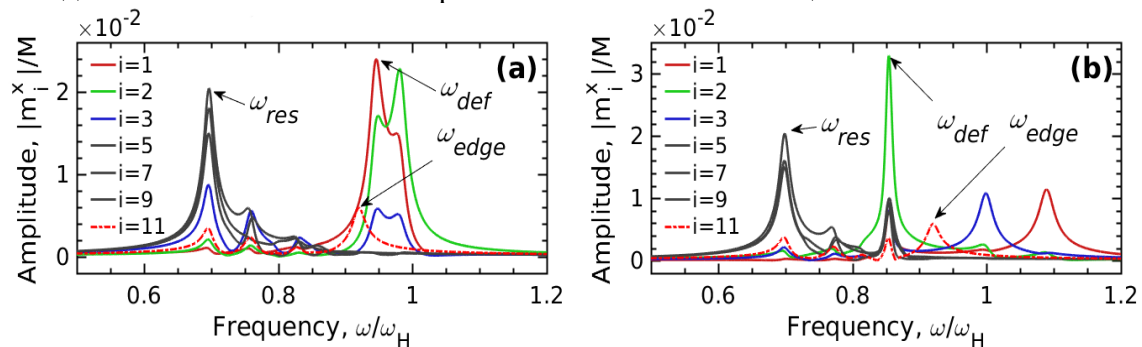 ×10⁻²
Amplitude, |mᵢˣ|/M
0
1
2
i=1
i=2
i=3
i=5
i=7
i=9
i=11
ω_res
ω_def
ω_edge
(a)
0.6
0.8
1
1.2
Frequency, ω/ω_H
×10⁻²
Amplitude, |mᵢˣ|/M
0
1
2
3
i=1
i=2
i=3
i=5
i=7
i=9
i=11
ω_res
ω_def
ω_edge
(b)
0.6
0.8
1
1.2
Frequency, ω/ω_H